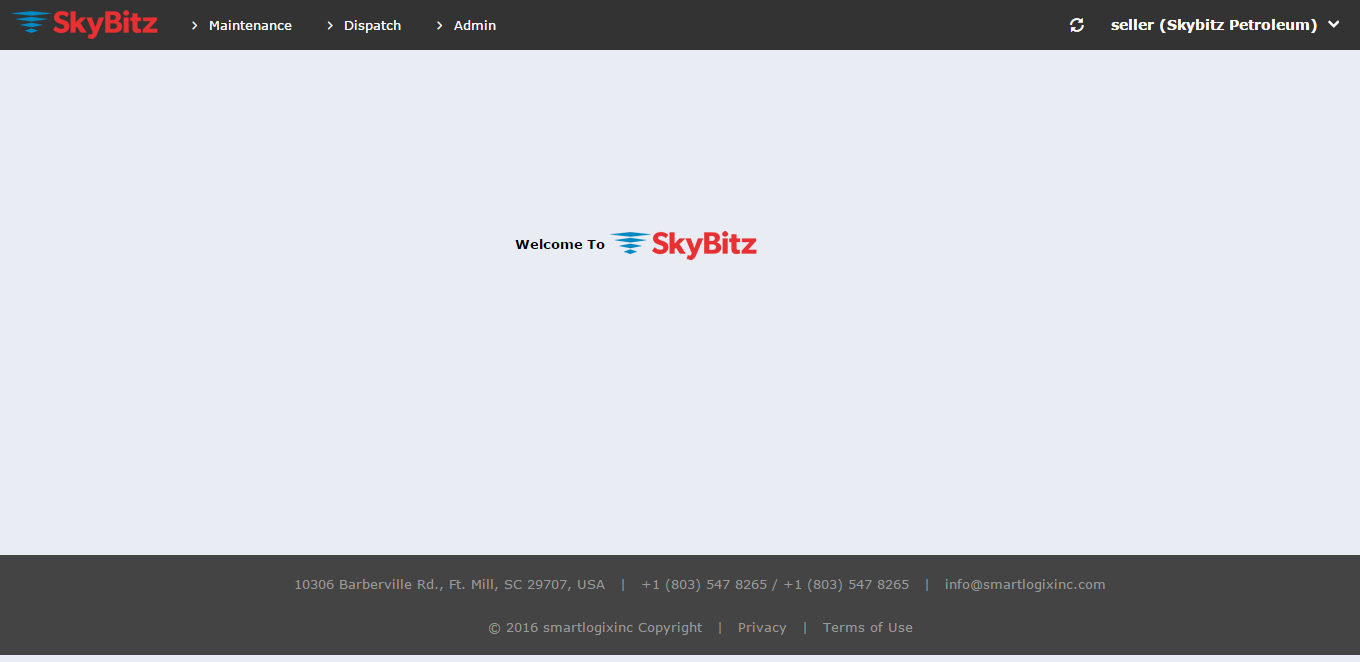 SkyBitz Maintenance Dispatch Admin seller (Skybitz Petroleum)
Welcome To SkyBitz
10306 Barberville Rd., Ft. Mill, SC 29707, USA | +1 (803) 547 8265 / +1 (803) 547 8265 | info@smartlogixinc.com
© 2016 smartlogixinc Copyright | Privacy | Terms of Use